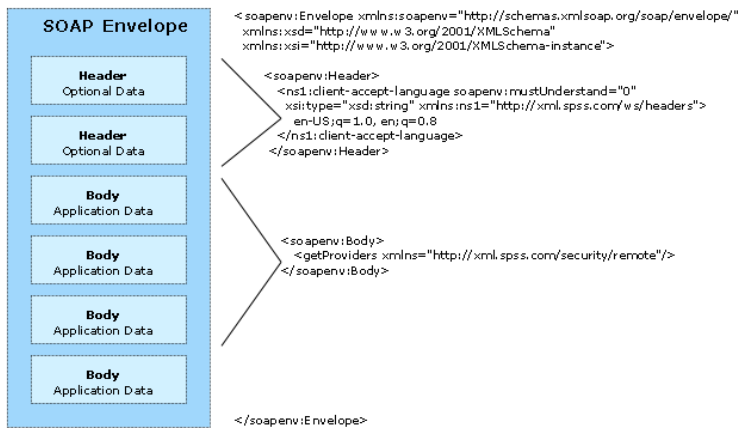 SOAP Envelope
Header
Optional Data
Header
Optional Data
Body
Application Data
Body
Application Data
Body
Application Data
Body
Application Data
<soapenv:Envelope xmlns:soapenv="http://schemas.xmlsoap.org/soap/envelope/"
xmlns:xsd="http://www.w3.org/2001/XMLSchema"
xmlns:xsi="http://www.w3.org/2001/XMLSchema-instance">
<soapenv:Header>
<ns1:client-accept-language soapenv:mustUnderstand="0"
xsi:type="xsd:string" xmlns:ns1="http://xml.spss.com/ws/headers">
en-US;q=1.0, en;q=0.8
</ns1:client-accept-language>
</soapenv:Header>
<soapenv:Body>
<getProviders xmlns="http://xml.spss.com/security/remote"/>
</soapenv:Body>
</soapenv:Envelope>